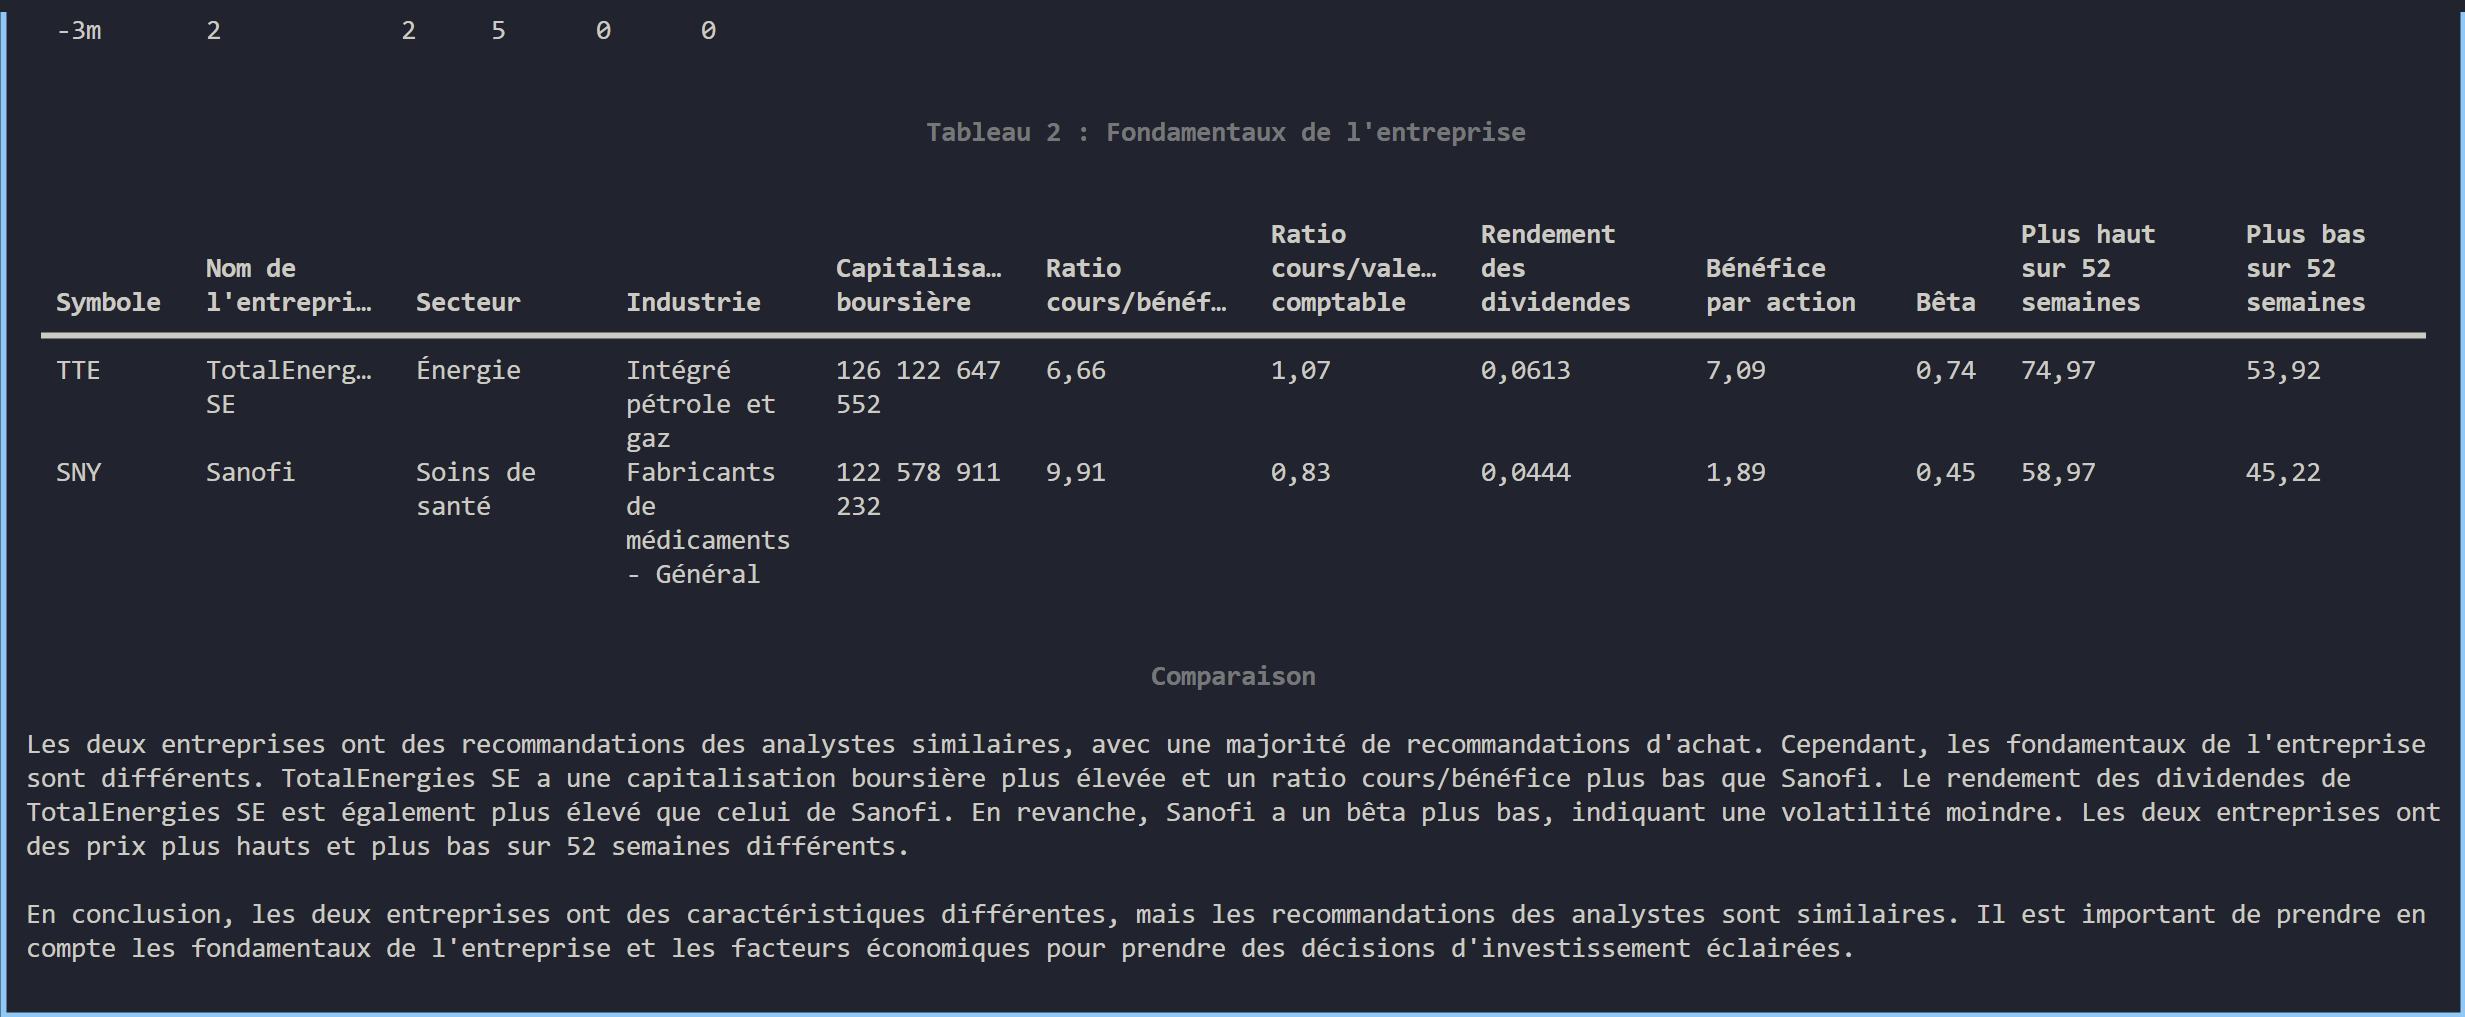 -3m 2 2 5 0 0
Tableau 2 : Fondamentaux de l'entreprise
Ratio Rendement Plus haut Plus bas
Nom de Capitalisa… Ratio cours/vale… des Bénéfice sur 52 sur 52
Symbole l'entrepri… Secteur Industrie boursière cours/bénéf… comptable dividendes par action Bêta semaines semaines
TTE TotalEnerg… Énergie Intégré 126 122 647 6,66 1,07 0,0613 7,09 0,74 74,97 53,92
SE pétrole et 552
gaz
SNY Sanofi Soins de Fabricants 122 578 911 9,91 0,83 0,0444 1,89 0,45 58,97 45,22
santé de 232
médicaments
- Général
Comparaison
Les deux entreprises ont des recommandations des analystes similaires, avec une majorité de recommandations d'achat. Cependant, les fondamentaux de l'entreprise
sont différents. TotalEnergies SE a une capitalisation boursière plus élevée et un ratio cours/bénéfice plus bas que Sanofi. Le rendement des dividendes de
TotalEnergies SE est également plus élevé que celui de Sanofi. En revanche, Sanofi a un bêta plus bas, indiquant une volatilité moindre. Les deux entreprises ont
des prix plus hauts et plus bas sur 52 semaines différents.
En conclusion, les deux entreprises ont des caractéristiques différentes, mais les recommandations des analystes sont similaires. Il est important de prendre en
compte les fondamentaux de l'entreprise et les facteurs économiques pour prendre des décisions d'investissement éclairées.